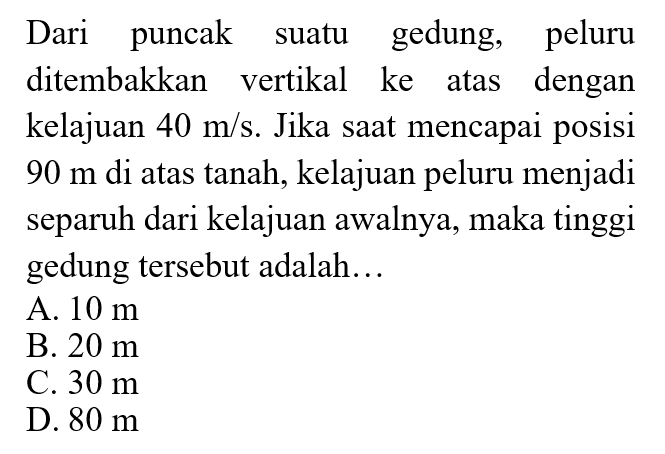 Dari puncak suatu gedung, peluru
ditembakkan vertikal ke atas dengan
kelajuan 40 m/s. Jika saat mencapai posisi
90 m di atas tanah, kelajuan peluru menjadi
separuh dari kelajuan awalnya, maka tinggi
gedung tersebut adalah…
A. 10 m
B. 20 m
C. 30 m
D. 80 m